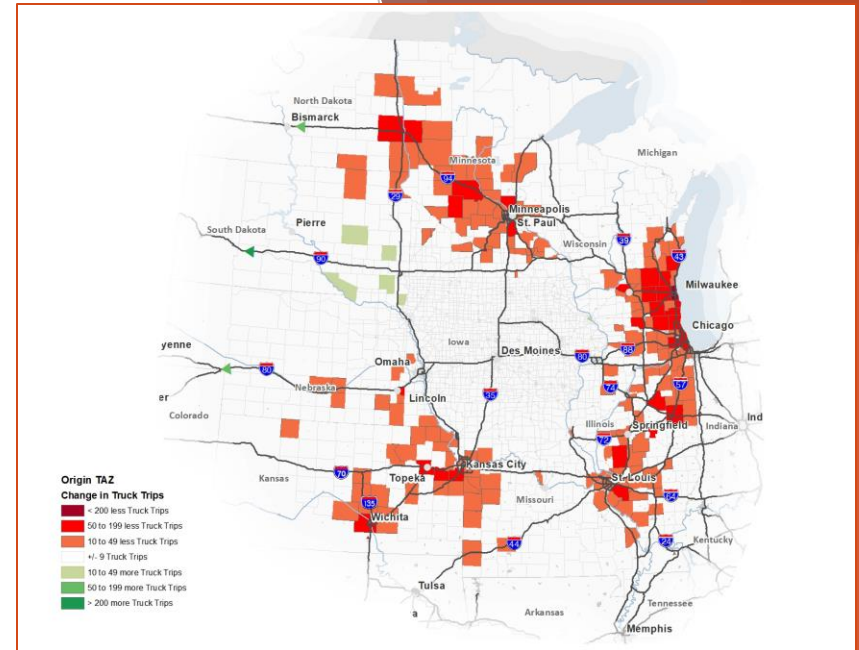 North Dakota
Bismarck
Minnesota
94
29
Michigan
Minneapolis
St. Paul
Pierre
South Dakota
90
Wisconsin
39
43
Milwaukee
Chicago
yenne
80
Iowa
Des Moines
80
88
Omaha
Nebraska
Lincoln
35
74
57
er
Colorado
Illinois
Springfield
Indiana
Ind
72
Kansas
70
Topeka
Kansas City
St Louis
Missouri
64
135
Wichita
44
24
Kentucky
Tulsa
a
Arkansas
Tennessee
Memphis
Origin TAZ
Change in Truck Trips
< 200 less Truck Trips
50 to 199 less Truck Trips
10 to 49 less Truck Trips
+/- 9 Truck Trips
10 to 49 more Truck Trips
50 to 199 more Truck Trips
> 200 more Truck Trips